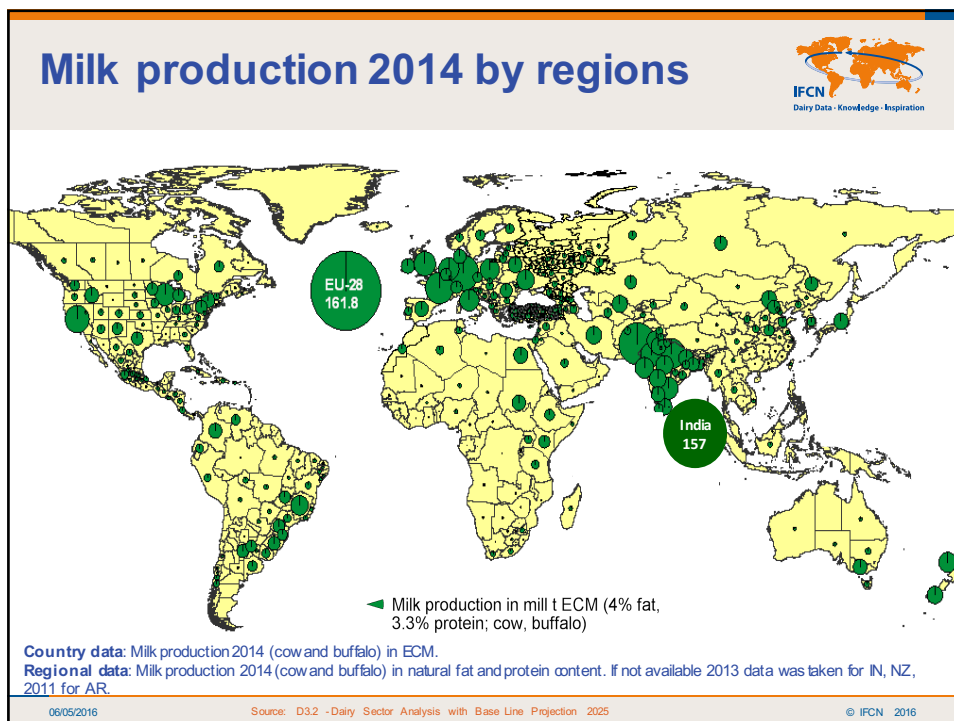 Milk production 2014 by regions
IFCN
Dairy Data - Knowledge - Inspiration
EU-28
161.8
India
157
Milk production in mill t ECM (4% fat,
3.3% protein; cow, buffalo)
Country data: Milk production 2014 (cow and buffalo) in ECM.
Regional data: Milk production 2014 (cow and buffalo) in natural fat and protein content. If not available 2013 data was taken for IN, NZ,
2011 for AR.
06/05/2016 Source: D3.2 - Dairy Sector Analysis with Base Line Projection 2025 © IFCN 2016